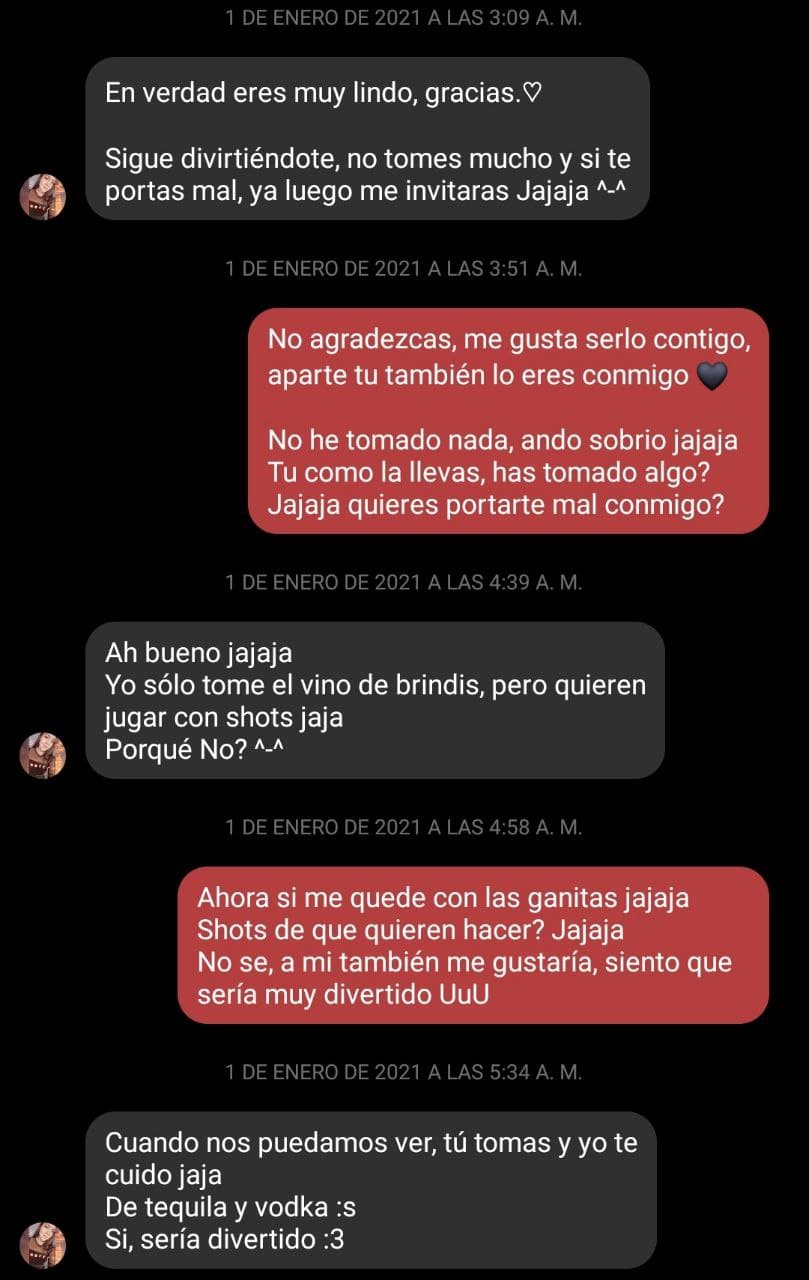 1 DE ENERO DE 2021 A LAS 3:09 A. M.
En verdad eres muy lindo, gracias.♡
Sigue divirtiéndote, no tomes mucho y si te
portas mal, ya luego me invitaras Jajaja ^-^
1 DE ENERO DE 2021 A LAS 3:51 A. M.
No agradezcas, me gusta serlo contigo,
aparte tu también lo eres conmigo 🖤
No he tomado nada, ando sobrio jajaja
Tu como la llevas, has tomado algo?
Jajaja quieres portarte mal conmigo?
1 DE ENERO DE 2021 A LAS 4:39 A. M.
Ah bueno jajaja
Yo sólo tome el vino de brindis, pero quieren
jugar con shots jaja
Porqué No? ^-^
1 DE ENERO DE 2021 A LAS 4:58 A. M.
Ahora si me quede con las ganitas jajaja
Shots de que quieren hacer? Jajaja
No se, a mi también me gustaría, siento que
sería muy divertido UuU
1 DE ENERO DE 2021 A LAS 5:34 A. M.
Cuando nos puedamos ver, tú tomas y yo te
cuido jaja
De tequila y vodka :s
Si, sería divertido :3